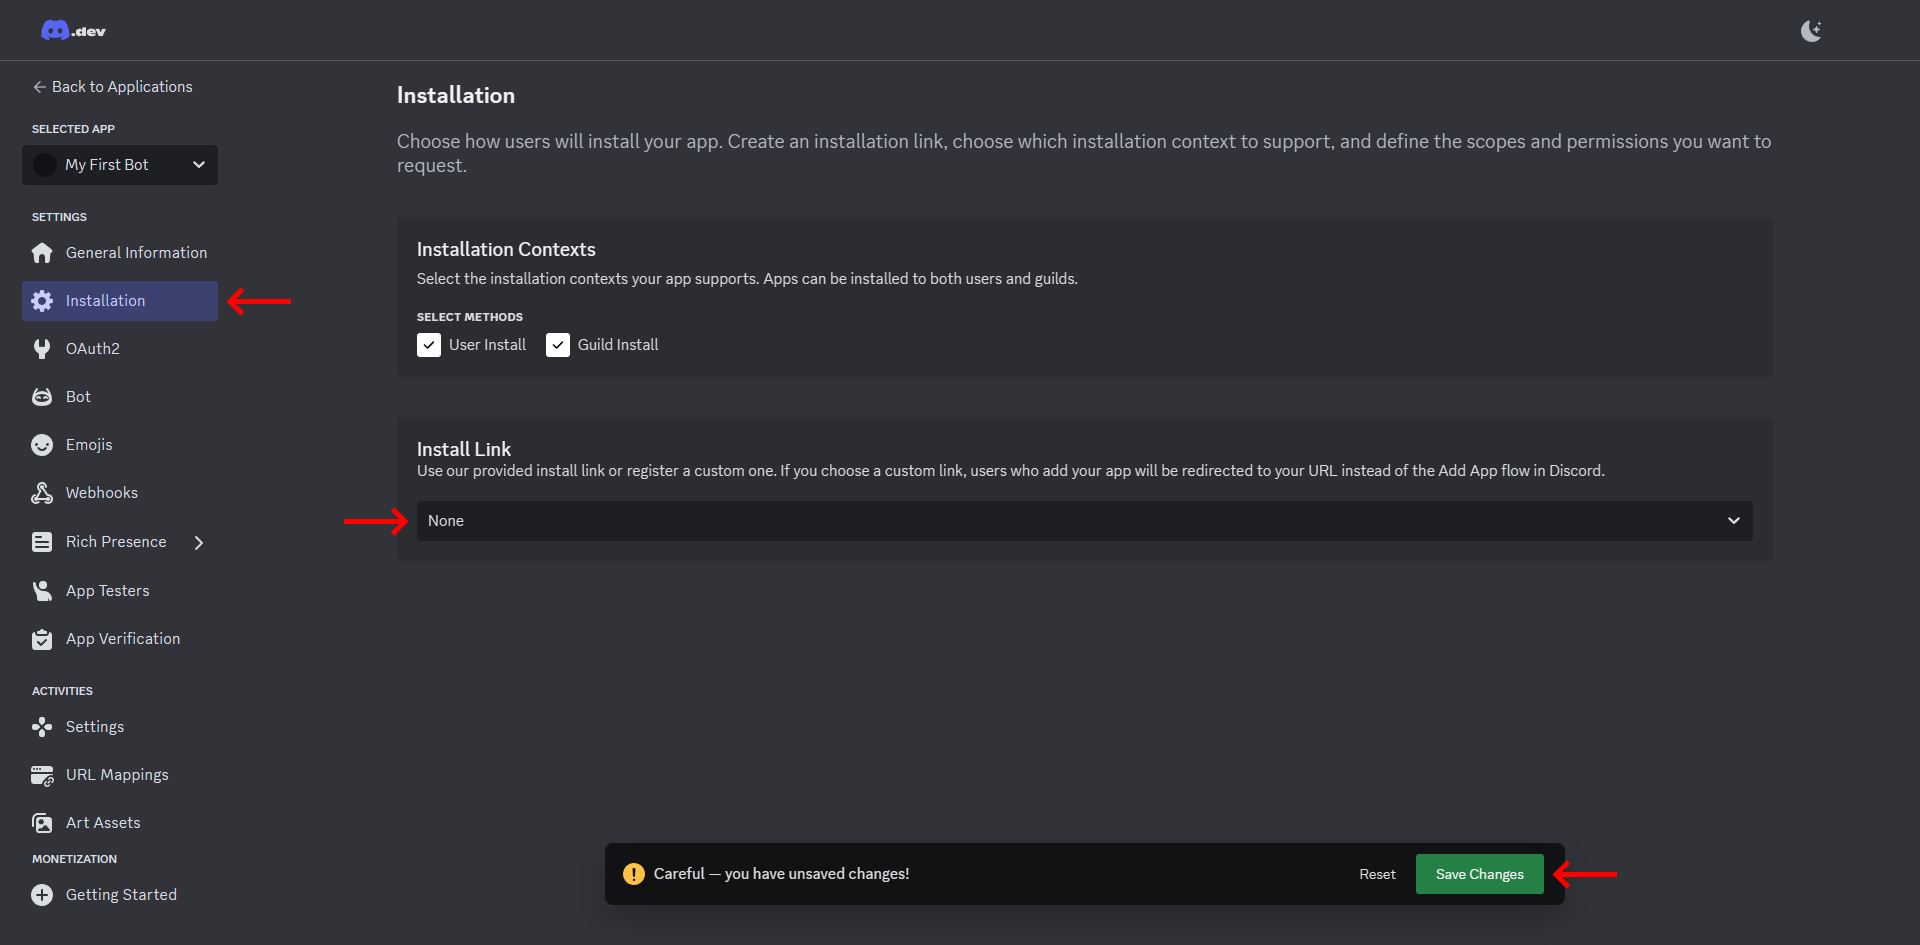 .dev
Back to Applications
SELECTED APP
My First Bot
SETTINGS
General Information
Installation
OAuth2
Bot
Emojis
Webhooks
Rich Presence
App Testers
App Verification
ACTIVITIES
Settings
URL Mappings
Art Assets
MONETIZATION
Getting Started
Installation
Choose how users will install your app. Create an installation link, choose which installation context to support, and define the scopes and permissions you want to
request.
Installation Contexts
Select the installation contexts your app supports. Apps can be installed to both users and guilds.
SELECT METHODS
User Install Guild Install
Install Link
Use our provided install link or register a custom one. If you choose a custom link, users who add your app will be redirected to your URL instead of the Add App flow in Discord.
None
Careful — you have unsaved changes! Reset Save Changes